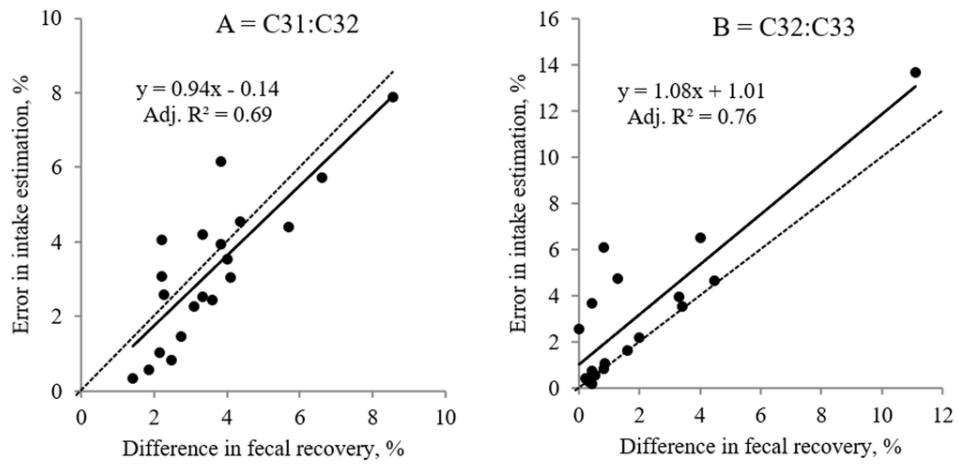 A = C31:C32
y = 0.94x - 0.14
Adj. R² = 0.69
Error in intake estimation, %
10
8
6
4
2
0
0 2 4 6 8 10
Difference in fecal recovery, %
B = C32:C33
y = 1.08x + 1.01
Adj. R² = 0.76
Error in intake estimation, %
16
14
12
10
8
6
4
2
0
0 2 4 6 8 10 12
Difference in fecal recovery, %